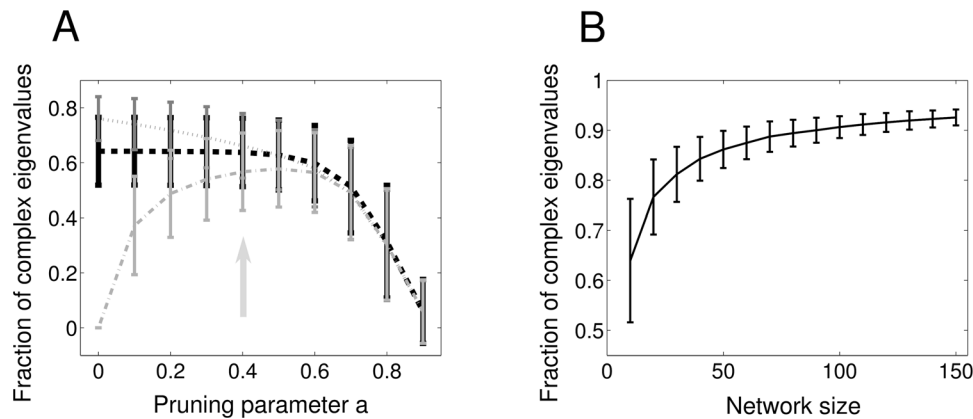 A
Fraction of complex eigenvalues
0.8
0.6
0.4
0.2
0
0 0.2 0.4 0.6 0.8
Pruning parameter a
B
Fraction of complex eigenvalues
1
0.9
0.8
0.7
0.6
0.5
0 50 100 150
Network size